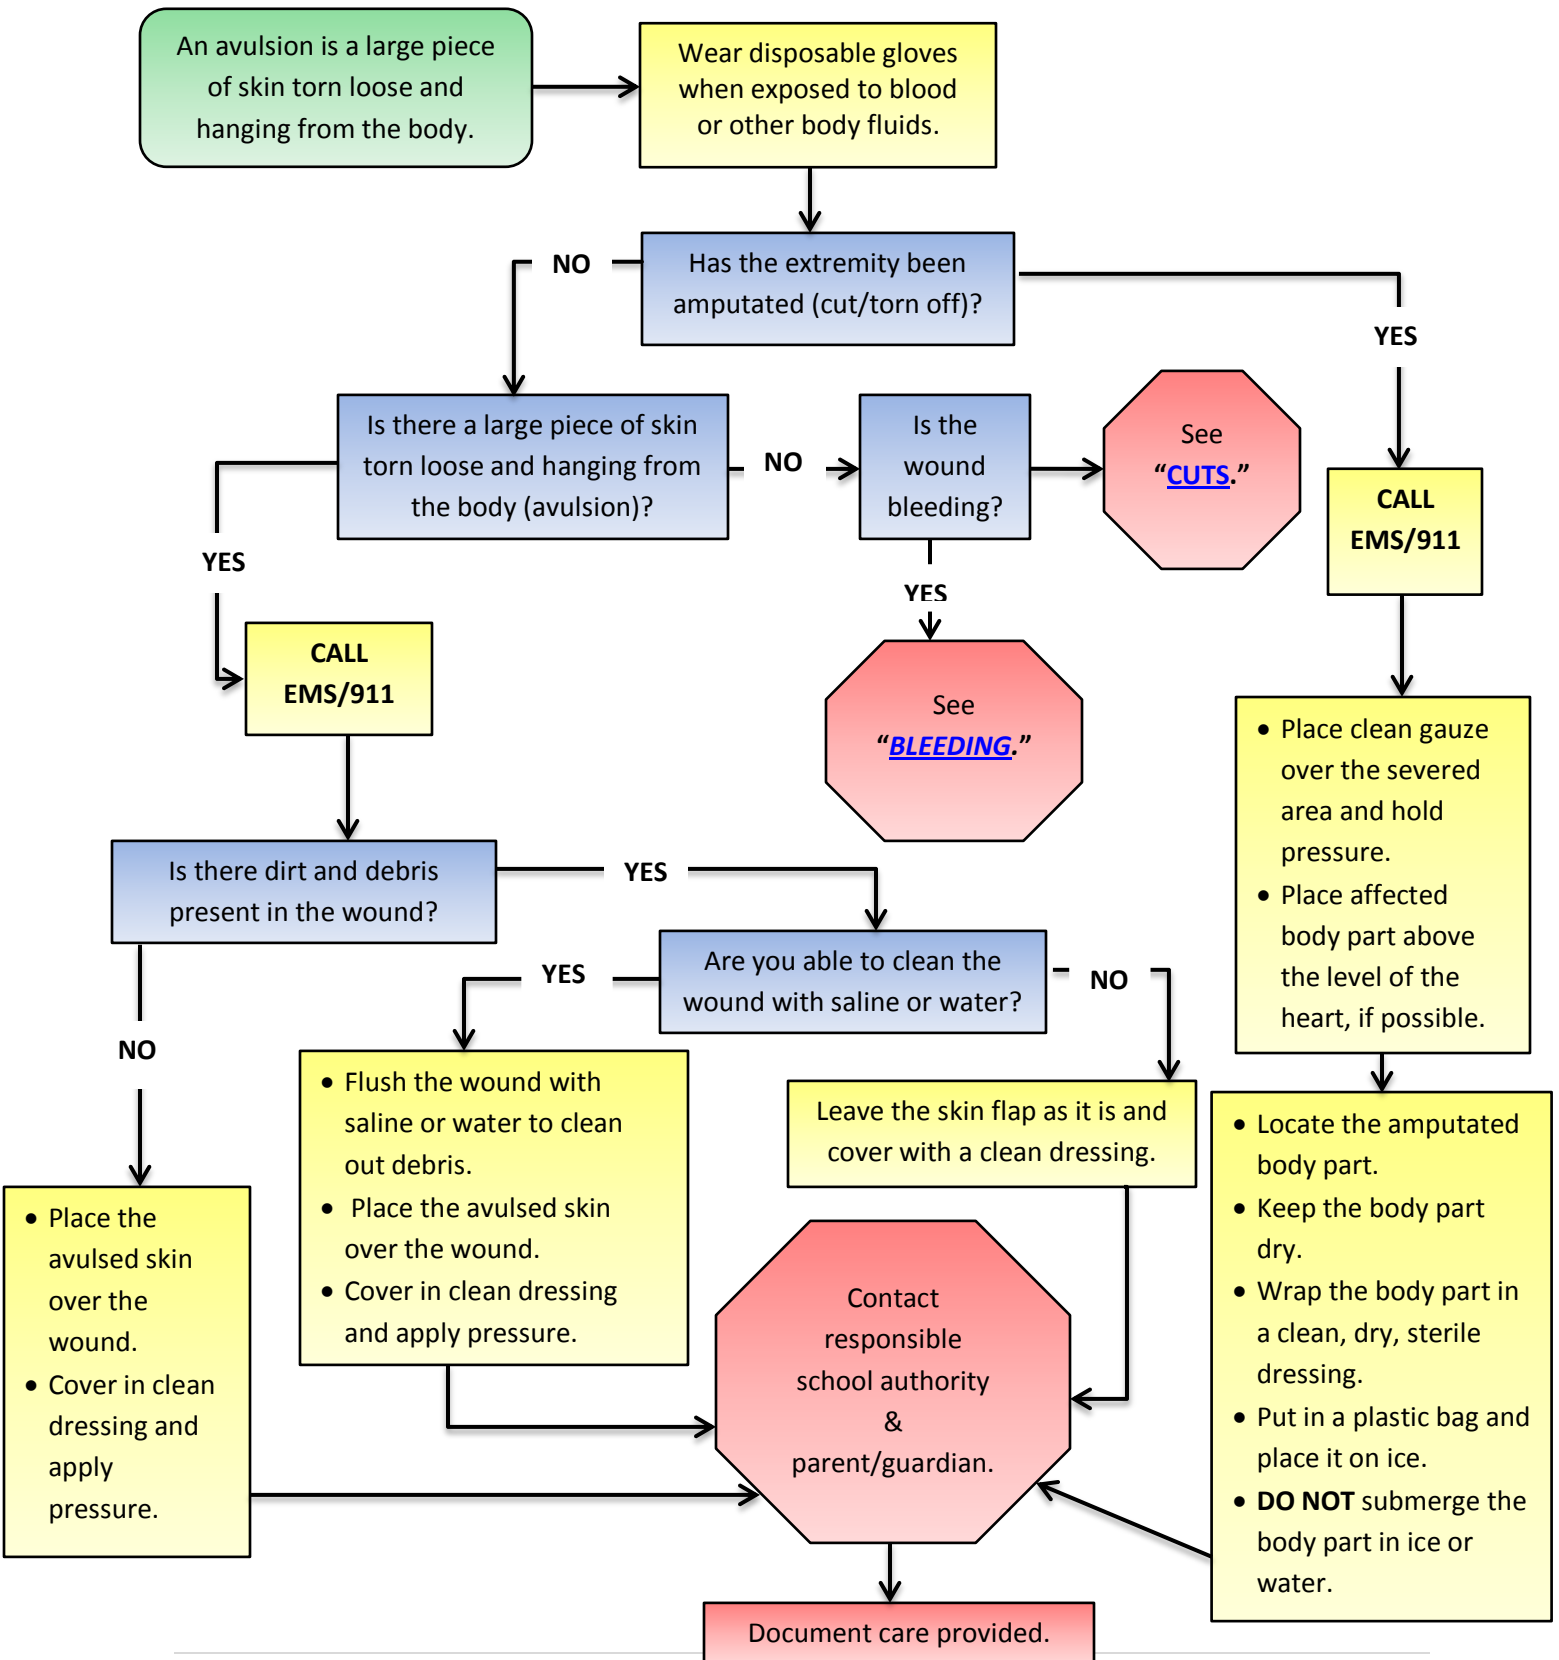 An avulsion is a large piece
of skin torn loose and
hanging from the body.
Wear disposable gloves
when exposed to blood
or other body fluids.
Has the extremity been
amputated (cut/torn off)?
NO
YES
Is there a large piece of skin
torn loose and hanging from
the body (avulsion)?
NO
Is the
wound
bleeding?
See
“CUTS.”
YES
See
“BLEEDING.”
CALL
EMS/911
YES
CALL
EMS/911
• Place clean gauze
over the severed
area and hold
pressure.
• Place affected
body part above
the level of the
heart, if possible.
Is there dirt and debris
present in the wound?
YES
Are you able to clean the
wound with saline or water?
YES
NO
NO
• Flush the wound with
saline or water to clean
out debris.
• Place the avulsed skin
over the wound.
• Cover in clean dressing
and apply pressure.
Leave the skin flap as it is and
cover with a clean dressing.
• Locate the amputated
body part.
• Keep the body part
dry.
• Wrap the body part in
a clean, dry, sterile
dressing.
• Put in a plastic bag and
place it on ice.
• DO NOT submerge the
body part in ice or
water.
• Place the
avulsed skin
over the
wound.
• Cover in clean
dressing and
apply
pressure.
Contact
responsible
school authority
&
parent/guardian.
Document care provided.